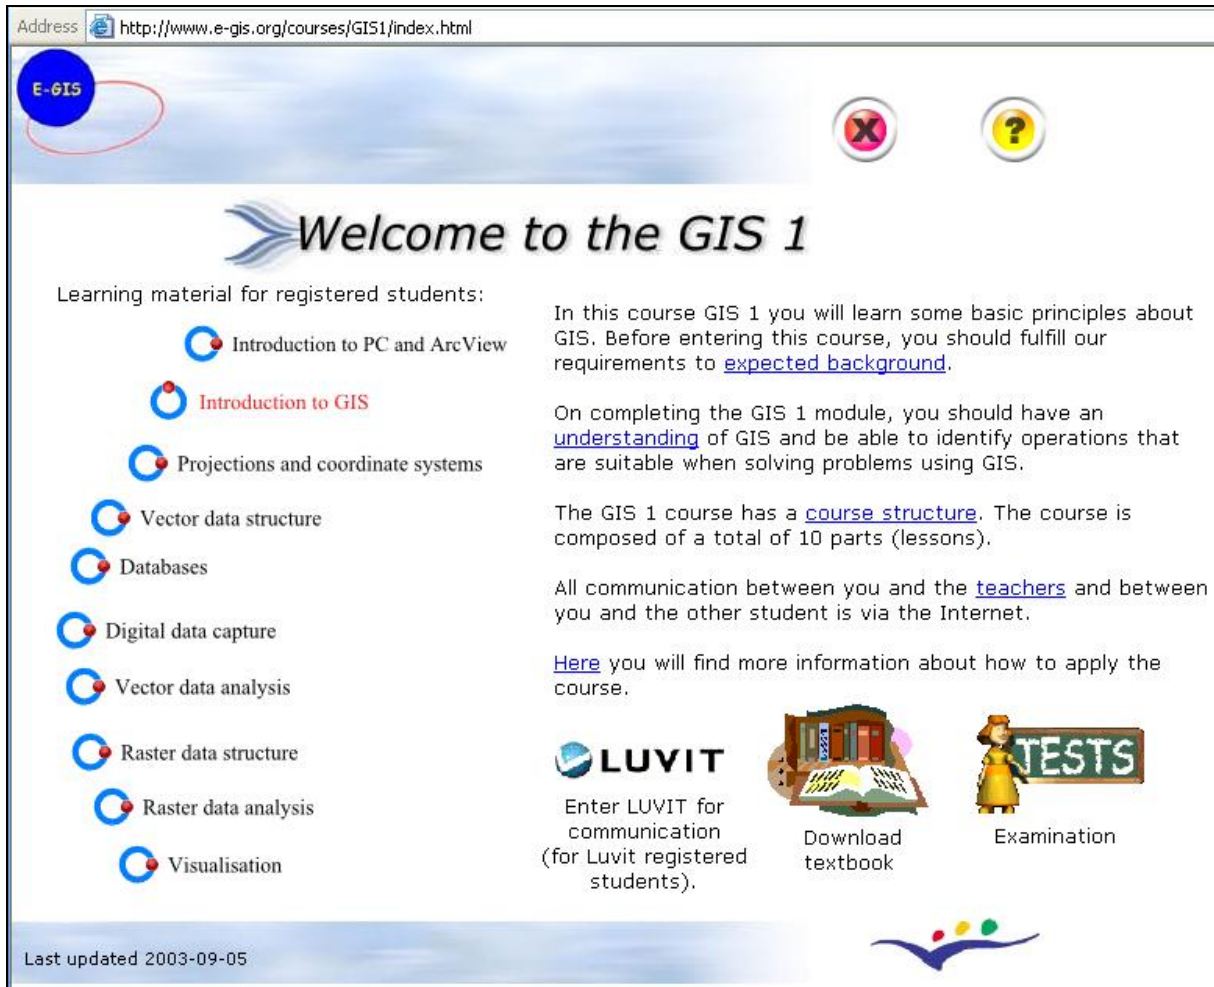 Address http://www.e-gis.org/courses/GIS1/index.html
E-GIS
X
?
Welcome to the GIS 1
Learning material for registered students:
Introduction to PC and ArcView
Introduction to GIS
Projections and coordinate systems
Vector data structure
Databases
Digital data capture
Vector data analysis
Raster data structure
Raster data analysis
Visualisation
In this course GIS 1 you will learn some basic principles about
GIS. Before entering this course, you should fulfill our
requirements to expected background.
On completing the GIS 1 module, you should have an
understanding of GIS and be able to identify operations that
are suitable when solving problems using GIS.
The GIS 1 course has a course structure. The course is
composed of a total of 10 parts (lessons).
All communication between you and the teachers and between
you and the other student is via the Internet.
Here you will find more information about how to apply the
course.
LUVIT
Enter LUVIT for
communication
(for Luvit registered
students).
Download
textbook
TESTS
Examination
Last updated 2003-09-05